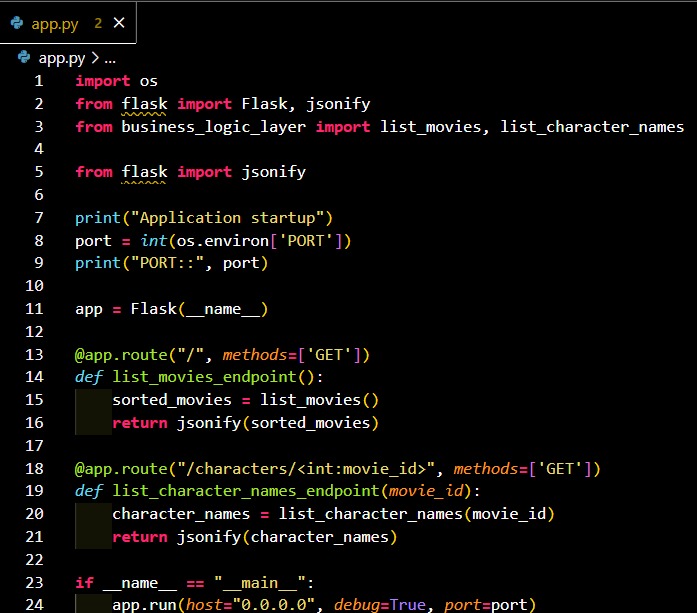 app.py 2 ×
app.py > ...
1 import os
2 from flask import Flask, jsonify
3 from business_logic_layer import list_movies, list_character_names
4
5 from flask import jsonify
6
7 print("Application startup")
8 port = int(os.environ['PORT'])
9 print("PORT::", port)
10
11 app = Flask(__name__)
12
13 @app.route("/", methods=['GET'])
14 def list_movies_endpoint():
15     sorted_movies = list_movies()
16     return jsonify(sorted_movies)
17
18 @app.route("/characters/<int:movie_id>", methods=['GET'])
19 def list_character_names_endpoint(movie_id):
20     character_names = list_character_names(movie_id)
21     return jsonify(character_names)
22
23 if __name__ == "__main__":
24     app.run(host="0.0.0.0", debug=True, port=port)